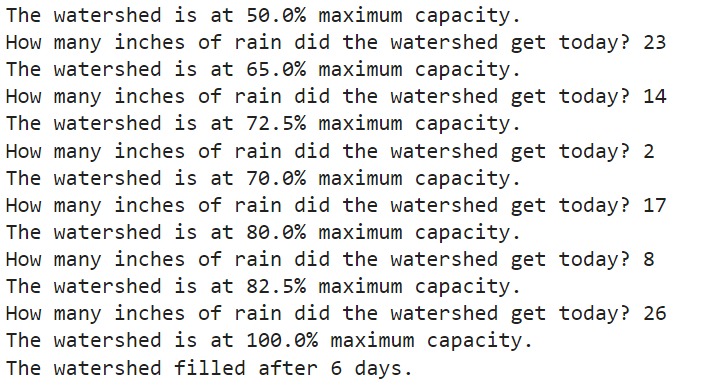 The watershed is at 50.0% maximum capacity.
How many inches of rain did the watershed get today? 23
The watershed is at 65.0% maximum capacity.
How many inches of rain did the watershed get today? 14
The watershed is at 72.5% maximum capacity.
How many inches of rain did the watershed get today? 2
The watershed is at 70.0% maximum capacity.
How many inches of rain did the watershed get today? 17
The watershed is at 80.0% maximum capacity.
How many inches of rain did the watershed get today? 8
The watershed is at 82.5% maximum capacity.
How many inches of rain did the watershed get today? 26
The watershed is at 100.0% maximum capacity.
The watershed filled after 6 days.